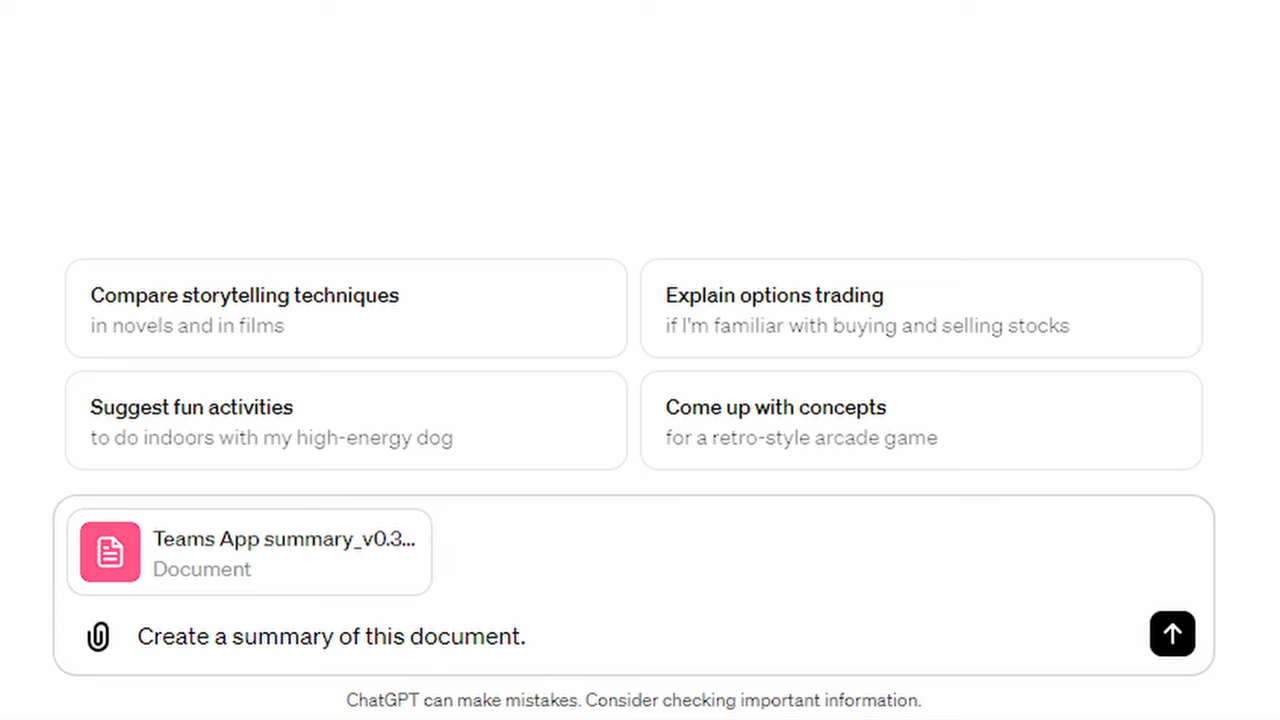 Compare storytelling techniques
in novels and in films
Explain options trading
if I'm familiar with buying and selling stocks
Suggest fun activities
to do indoors with my high-energy dog
Come up with concepts
for a retro-style arcade game
Teams App summary_v0.3...
Document
Create a summary of this document.
ChatGPT can make mistakes. Consider checking important information.